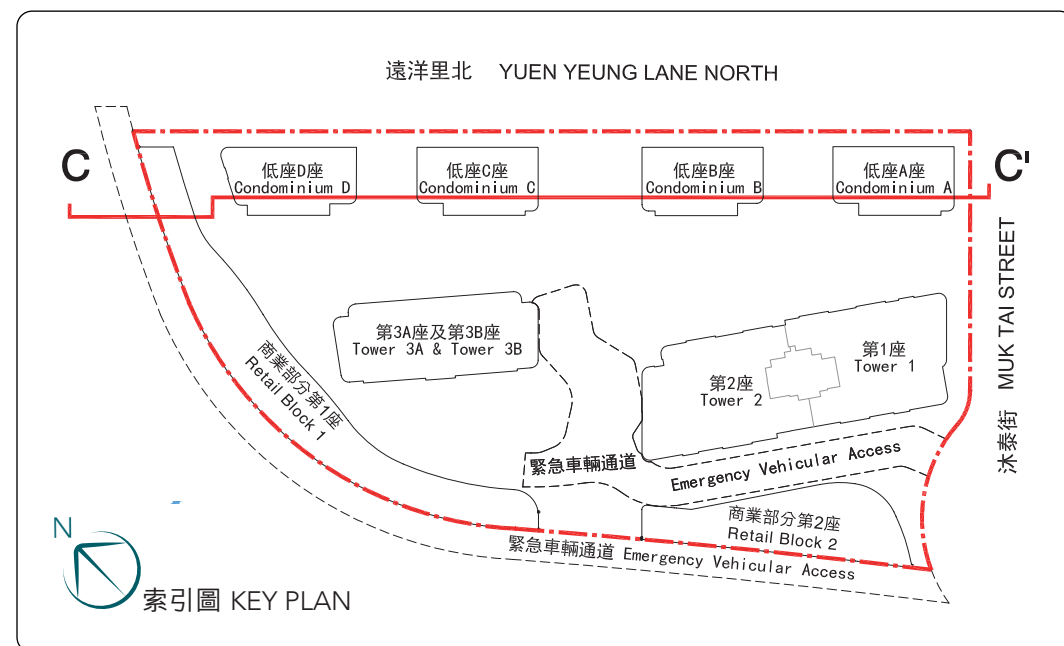 遠洋里北 YUEN YEUNG LANE NORTH
C
低座D座
Condominium D
低座C座
Condominium C
低座B座
Condominium B
低座A座
Condominium A
C'
沐泰街 MUK TAI STREET
第3A座及第3B座
Tower 3A & Tower 3B
第1座
Tower 1
第2座
Tower 2
商業部分第1座
Retail Block 1
緊急車輛通道 Emergency Vehicular Access
商業部分第2座
Retail Block 2
緊急車輛通道 Emergency Vehicular Access
N
索引圖 KEY PLAN